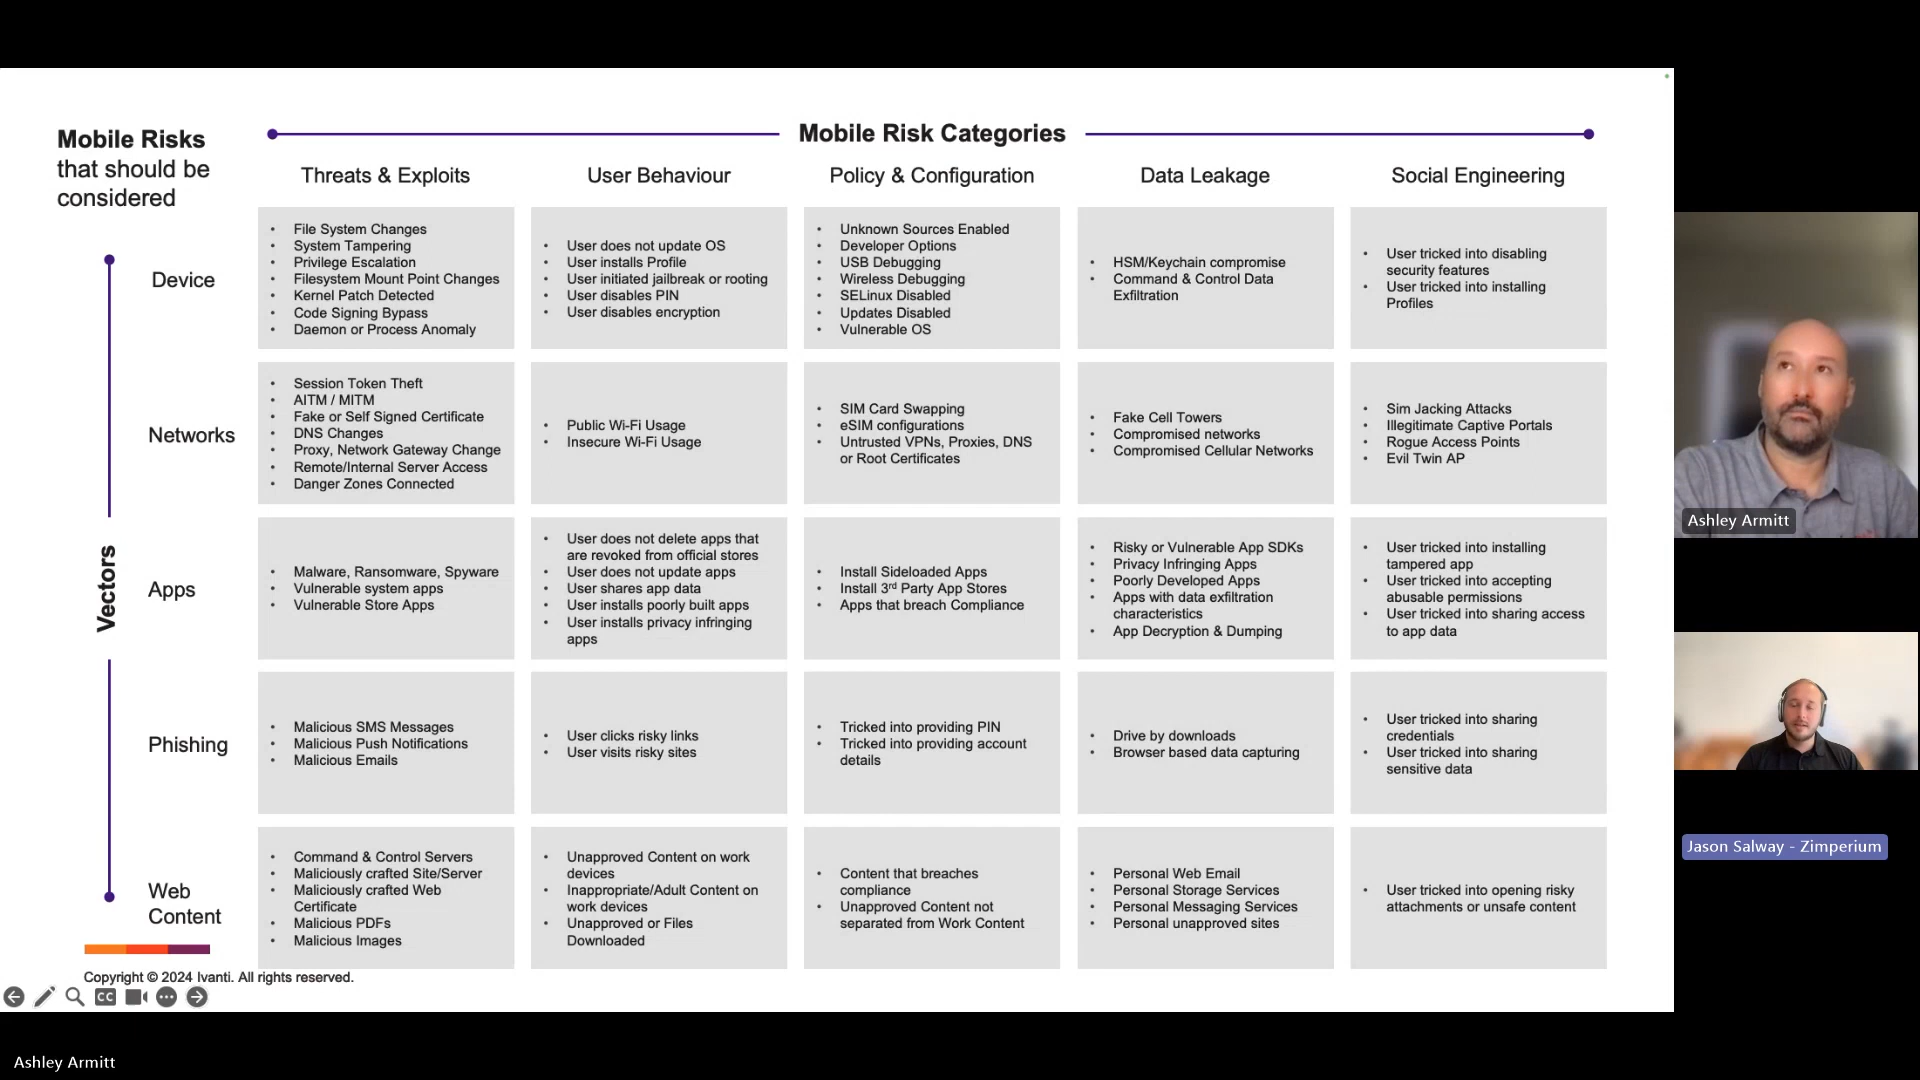 Mobile Risks
that should be
considered
Mobile Risk Categories
Threats & Exploits
User Behaviour
Policy & Configuration
Data Leakage
Social Engineering
Vectors
Device
• File System Changes
• System Tampering
• Privilege Escalation
• Filesystem Mount Point Changes
• Kernel Patch Detected
• Code Signing Bypass
• Daemon or Process Anomaly
• User does not update OS
• User installs Profile
• User initiated jailbreak or rooting
• User disables PIN
• User disables encryption
• Unknown Sources Enabled
• Developer Options
• USB Debugging
• Wireless Debugging
• SELinux Disabled
• Updates Disabled
• Vulnerable OS
• HSM/Keychain compromise
• Command & Control Data
Exfiltration
• User tricked into disabling
security features
• User tricked into installing
Profiles
Networks
• Session Token Theft
• AITM / MITM
• Fake or Self Signed Certificate
• DNS Changes
• Proxy, Network Gateway Change
• Remote/Internal Server Access
• Danger Zones Connected
• Public Wi-Fi Usage
• Insecure Wi-Fi Usage
• SIM Card Swapping
• eSIM configurations
• Untrusted VPNs, Proxies, DNS
or Root Certificates
• Fake Cell Towers
• Compromised networks
• Compromised Cellular Networks
• Sim Jacking Attacks
• Illegitimate Captive Portals
• Rogue Access Points
• Evil Twin AP
Apps
• Malware, Ransomware, Spyware
• Vulnerable system apps
• Vulnerable Store Apps
• User does not delete apps that
are revoked from official stores
• User does not update apps
• User shares app data
• User installs poorly built apps
• User installs privacy infringing
apps
• Install Sideloaded Apps
• Install 3rd Party App Stores
• Apps that breach Compliance
• Risky or Vulnerable App SDKs
• Privacy Infringing Apps
• Poorly Developed Apps
• Apps with data exfiltration
characteristics
• App Decryption & Dumping
• User tricked into installing
tampered app
• User tricked into accepting
abusable permissions
• User tricked into sharing access
to app data
Phishing
• Malicious SMS Messages
• Malicious Push Notifications
• Malicious Emails
• User clicks risky links
• User visits risky sites
• Tricked into providing PIN
• Tricked into providing account
details
• Drive by downloads
• Browser based data capturing
• User tricked into sharing
credentials
• User tricked into sharing
sensitive data
Web
Content
• Command & Control Servers
• Maliciously crafted Site/Server
• Maliciously crafted Web
Certificate
• Malicious PDFs
• Malicious Images
• Unapproved Content on work
devices
• Inappropriate/Adult Content on
work devices
• Unapproved or Files
Downloaded
• Content that breaches
compliance
• Unapproved Content not
separated from Work Content
• Personal Web Email
• Personal Storage Services
• Personal Messaging Services
• Personal unapproved sites
• User tricked into opening risky
attachments or unsafe content
Copyright © 2024 Ivanti. All rights reserved.
CC
Ashley Armitt
Jason Salway - Zimperium
Ashley Armitt